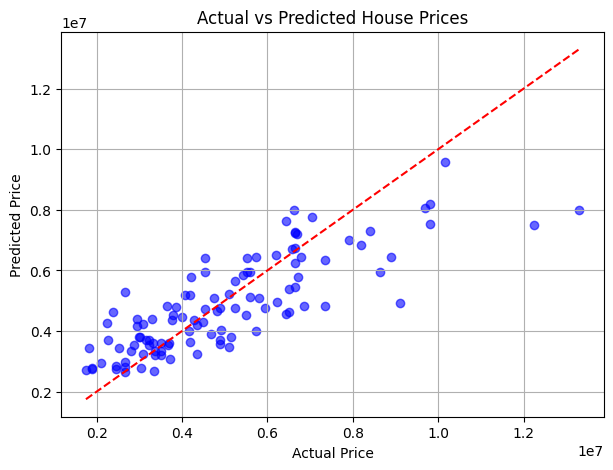 Actual vs Predicted House Prices
1e7
1.2
1.0
0.8
0.6
0.4
0.2
Predicted Price
0.2 0.4 0.6 0.8 1.0 1.2
1e7
Actual Price